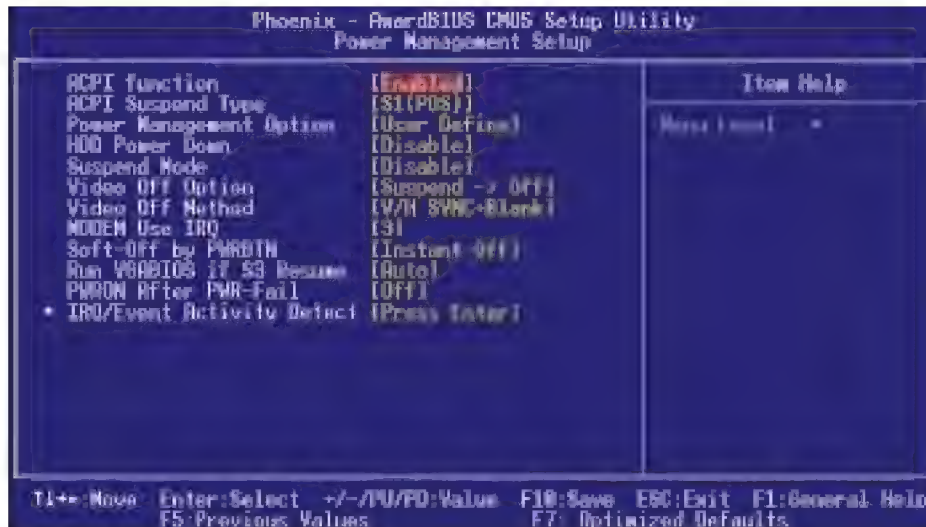 Phoenix - AwardBIOS CMOS Setup Utility
Power Management Setup
ACPI function [Enabled]
ACPI Suspend Type [S1(POS)]
Power Management Option [User Define]
HDD Power Down [Disable]
Suspend Mode [Disable]
Video Off Option [Suspend -> Off]
Video Off Method [V/H SYNC+Blank]
MODEM Use IRQ [3]
Soft-Off by PWRBTN [Instant-Off]
Run VGABIOS if S3 Resume [Auto]
PWRON After PWR-Fail [Off]
IRQ/Event Activity Detect [Press Enter]
Item Help
Menu Level
↑↓←→:Move Enter:Select +/-/PU/PD:Value F10:Save ESC:Exit F1:General Help
F5:Previous Values F7: Optimized Defaults